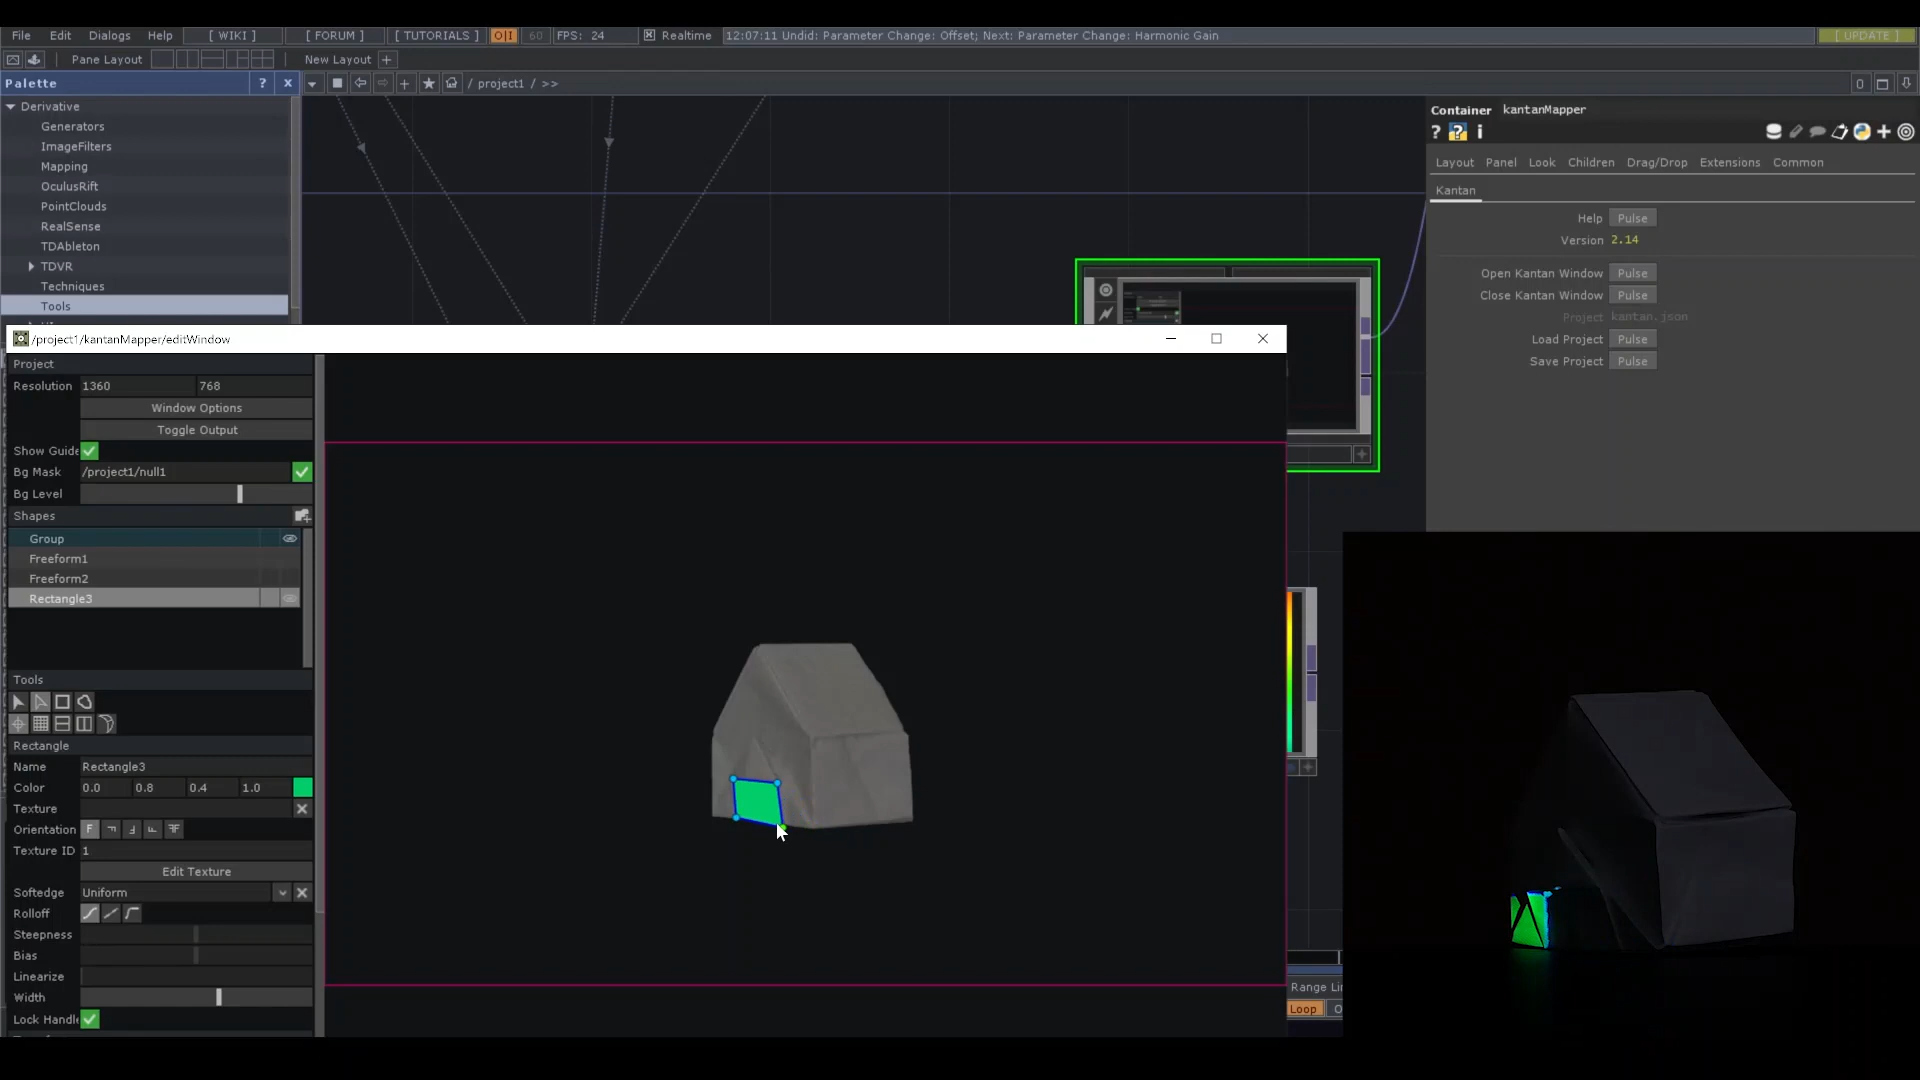 File Edit Dialogs Help [ WIKI ] [ FORUM ] [ TUTORIALS ] O|I 60 FPS: 24 Realtime 12:07:11 Undid: Parameter Change: Offset; Next: Parameter Change: Harmonic Gain [ UPDATE ]
Pane Layout New Layout +
Palette ? x / project1 / >> 0
Derivative
Generators
ImageFilters
Mapping
OculusRift
PointClouds
RealSense
TDAbleton
TDVR
Techniques
Tools
Container kantanMapper
? ? i
Layout Panel Look Children Drag/Drop Extensions Common
Kantan
Help Pulse
Version 2.14
Open Kantan Window Pulse
Close Kantan Window Pulse
Project kantan.json
Load Project Pulse
Save Project Pulse
/project1/kantanMapper/editWindow
Project
Resolution 1360 768
Window Options
Toggle Output
Show Guide
Bg Mask /project1/null1
Bg Level
Shapes
Group
Freeform1
Freeform2
Rectangle3
Tools
Rectangle
Name Rectangle3
Color 0.0 0.8 0.4 1.0
Texture
Orientation F
Texture ID 1
Edit Texture
Softedge Uniform
Rolloff
Steepness
Bias
Linearize
Width
Lock Handl
Range Li
Loop O